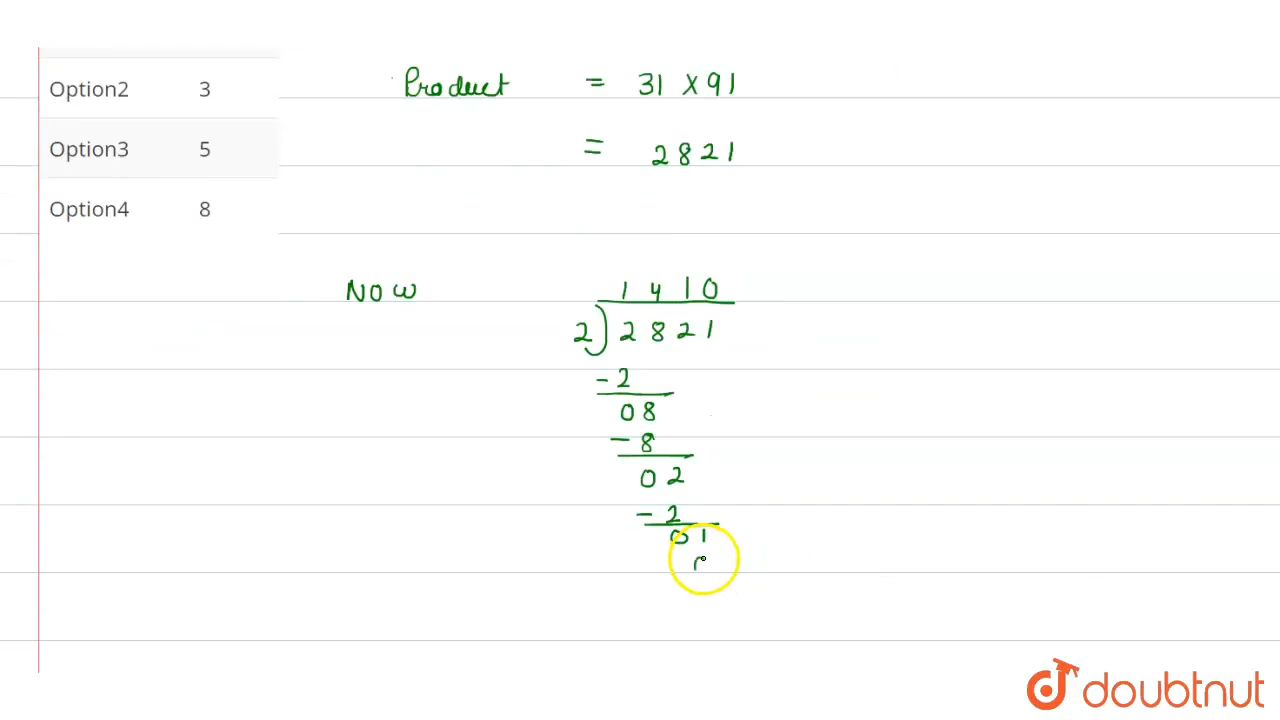 Option2 3
Option3 5
Option4 8
Product = 31 X 91
= 2821
Now
1 4 1 0
2) 2 8 2 1
- 2
0 8
- 8
0 2
- 2
0 1
doubtnut